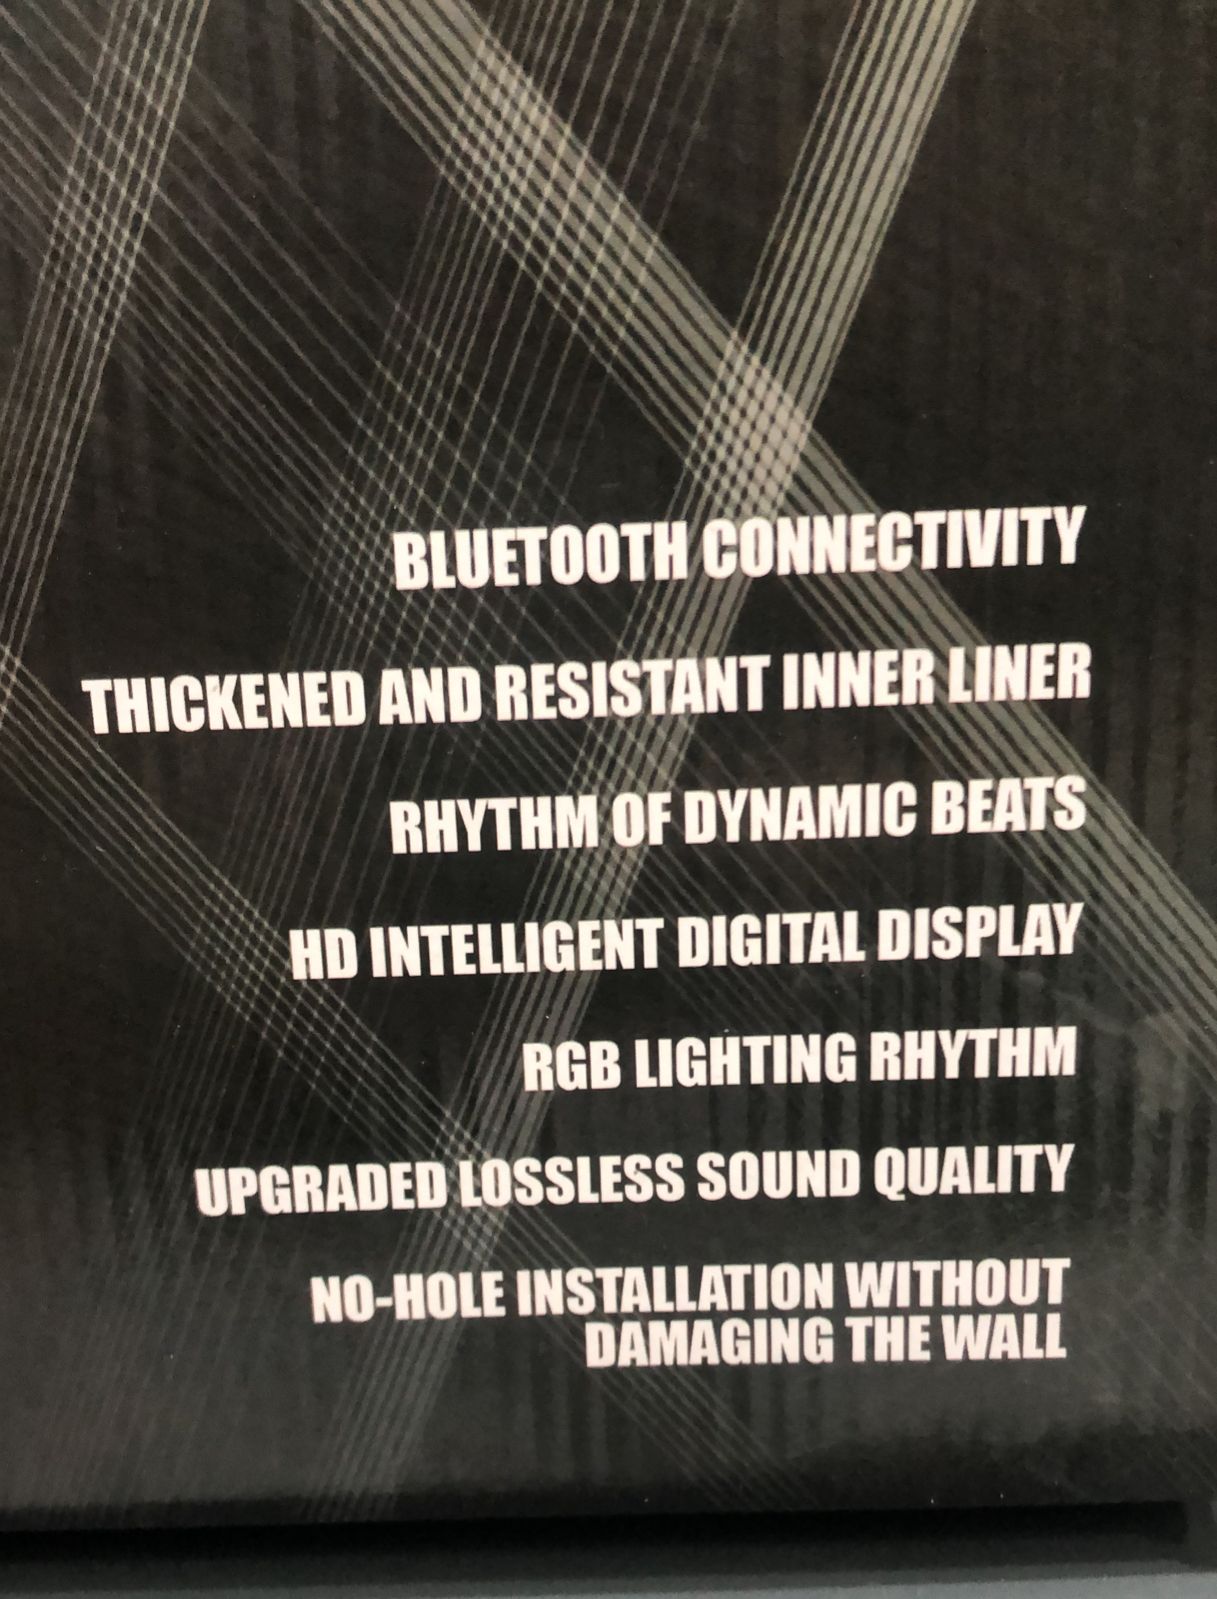 BLUETOOTH CONNECTIVITY
THICKENED AND RESISTANT INNER LINER
RHYTHM OF DYNAMIC BEATS
HD INTELLIGENT DIGITAL DISPLAY
RGB LIGHTING RHYTHM
UPGRADED LOSSLESS SOUND QUALITY
NO-HOLE INSTALLATION WITHOUT
DAMAGING THE WALL